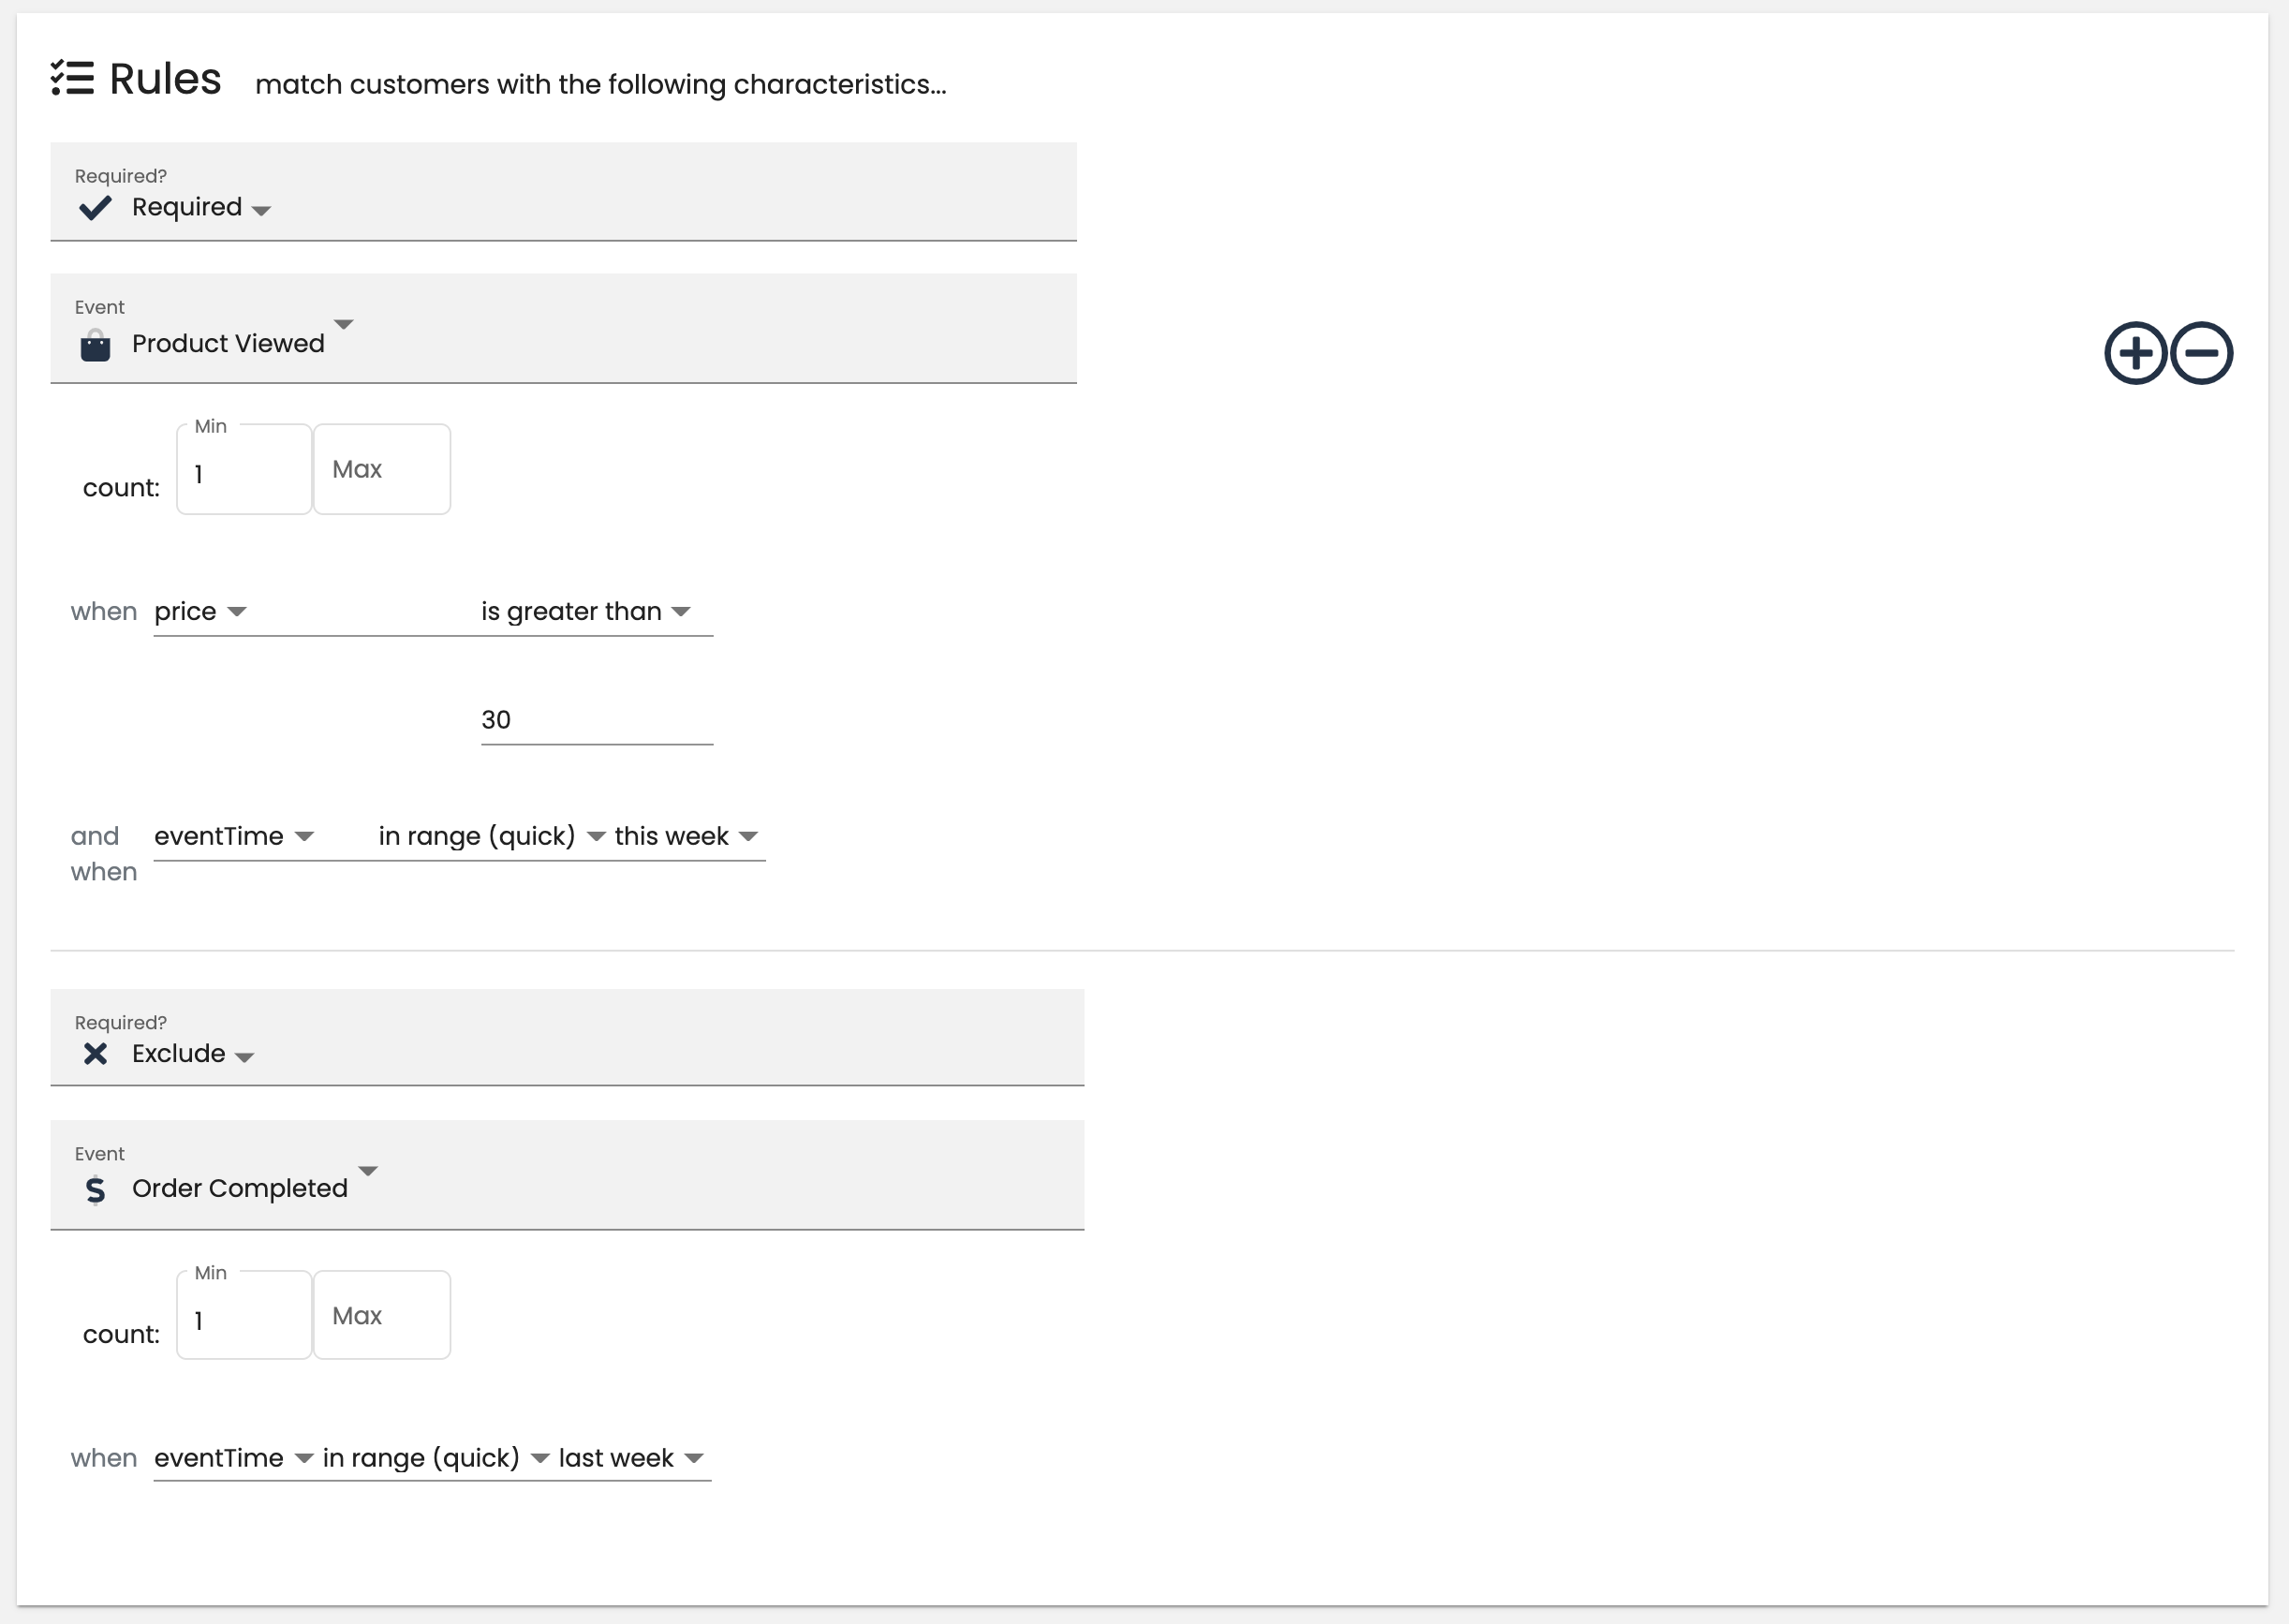 Rules match customers with the following characteristics...
Required?
Required
Event
Product Viewed
Min
count: 1 Max
when price is greater than
30
and when eventTime in range (quick) this week
Required?
Exclude
Event
Order Completed
Min
count: 1 Max
when eventTime in range (quick) last week